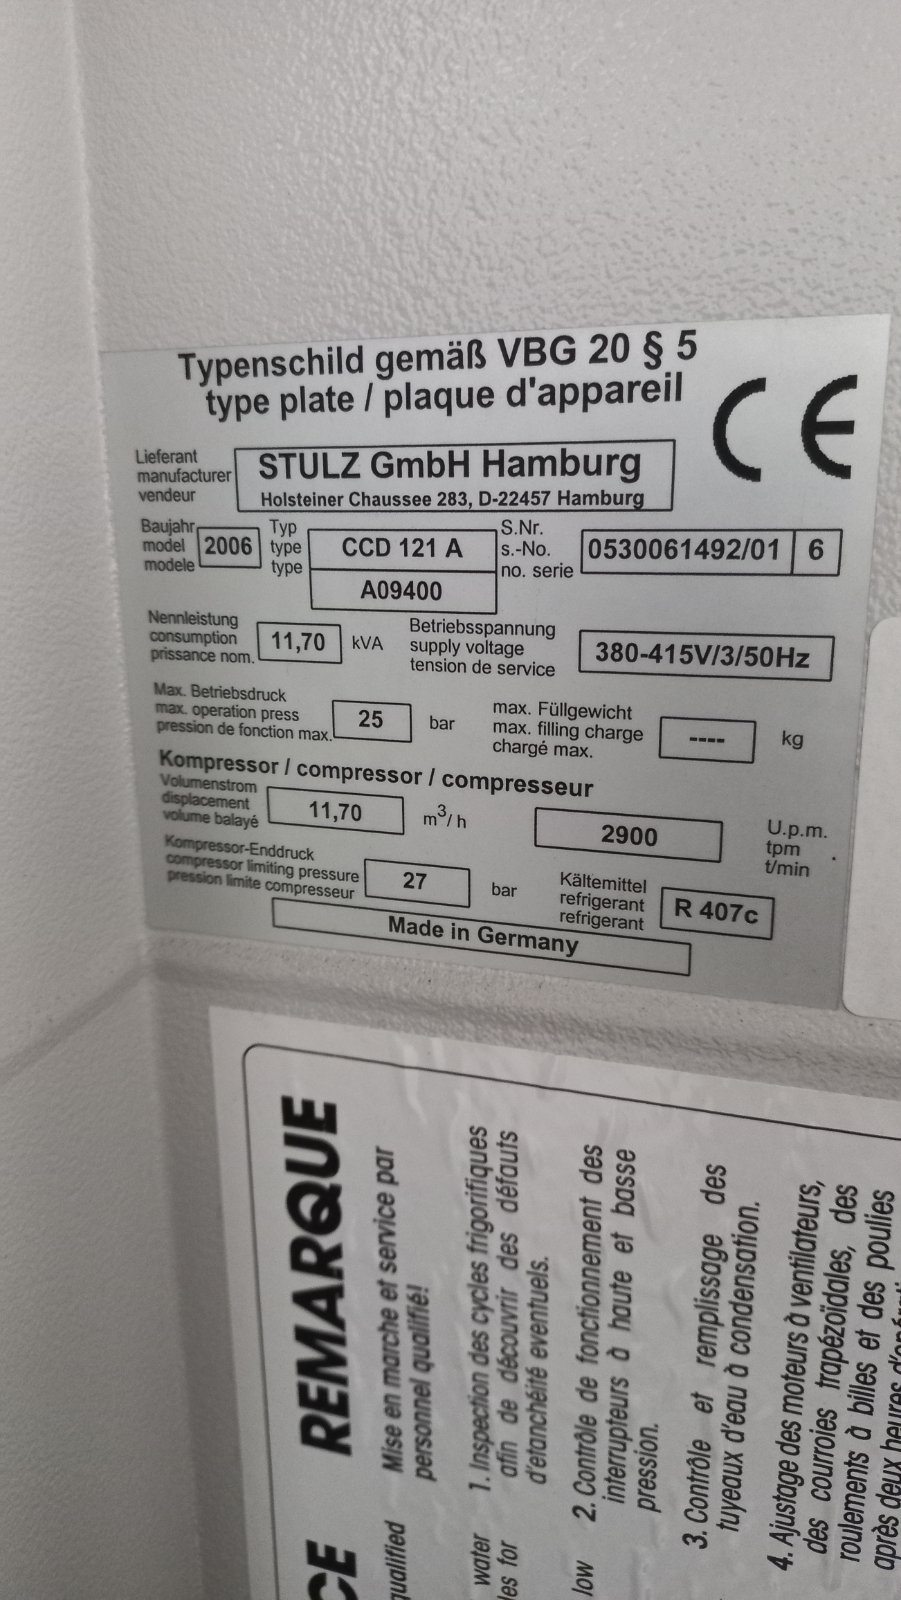 Typenschild gemäß VBG 20 § 5
type plate / plaque d'appareil
CE
Lieferant
manufacturer
vendeur
STULZ GmbH Hamburg
Holsteiner Chaussee 283, D-22457 Hamburg
Baujahr
model
modele
2006
Typ
type
type
CCD 121 A
A09400
S.Nr.
s.-No.
no. serie
0530061492/01 6
Nennleistung
consumption
prissance nom.
11,70 kVA
Betriebsspannung
supply voltage
tension de service
380-415V/3/50Hz
Max. Betriebsdruck
max. operation press
pression de fonction max.
25 bar
max. Füllgewicht
max. filling charge
chargé max.
---- kg
Kompressor / compressor / compresseur
Volumenstrom
displacement
volume balayé
11,70 m³/ h
2900
U.p.m.
tpm
t/min
Kompressor-Enddruck
compressor limiting pressure
pression limite compresseur
27 bar
Kältemittel
refrigerant
refrigerant
R 407c
Made in Germany
REMARQUE
Mise en marche et service par
personnel qualifié!
1. Inspection des cycles frigorifiques
afin de découvrir des défauts
d'etanchéité eventuels.
2. Contrôle de fonctionnement des
interrupteurs à haute et basse
pression.
3. Contrôle et remplissage des
tuyeaux d'eau à condensation.
4. Ajustage des moteurs à ventilateurs,
des courroies trapézoïdales, des
roulements à billes et des poulies
après deux heures
qualified
water
low